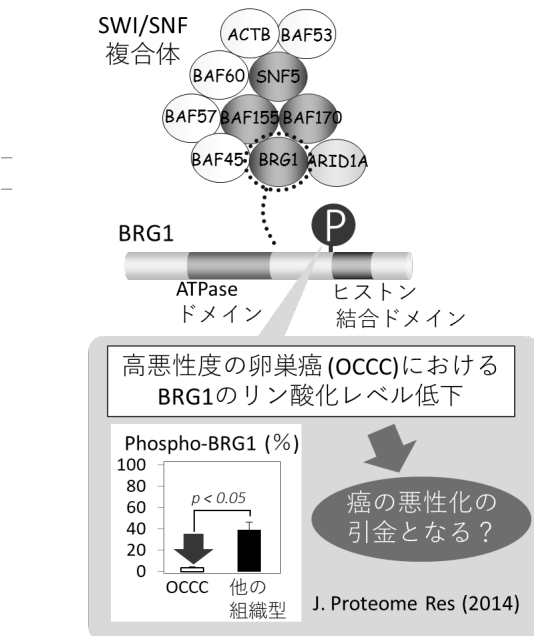 SWI/SNF
複合体
ACTB BAF53
BAF60 SNF5
BAF57 BAF155 BAF170
BAF45 BRG1 ARID1A
P
BRG1
ATPase
ドメイン
ヒストン
結合ドメイン
高悪性度の卵巣癌(OCCC)における
BRG1のリン酸化レベル低下
Phospho-BRG1 (%)
100
80
60
40
20
0
p < 0.05
OCCC
他の
組織型
癌の悪性化の
引金となる？
J. Proteome Res (2014)